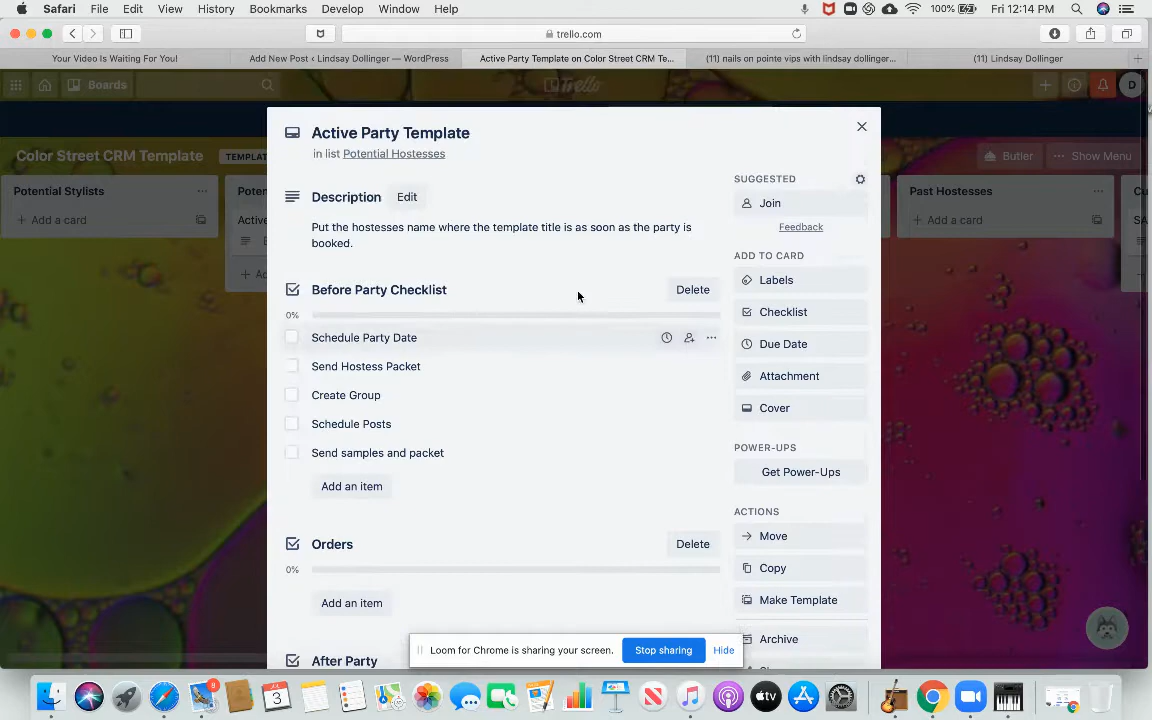 Safari File Edit View History Bookmarks Develop Window Help 100% Fri 12:14 PM
trello.com
Your Video Is Waiting For You! Add New Post ‹ Lindsay Dollinger — WordPress Active Party Template on Color Street CRM Te... (11) nails on pointe vips with lindsay dollinger... (11) Lindsay Dollinger
Boards Trello D
Color Street CRM Template TEMPLAT Butler ... Show Menu
Potential Stylists ...
+ Add a card
Poten
Active
+ Ad
Past Hostesses ...
+ Add a card
Cu
SA
Active Party Template
in list Potential Hostesses
Description Edit
Put the hostesses name where the template title is as soon as the party is
booked.
Before Party Checklist Delete
0%
Schedule Party Date ...
Send Hostess Packet
Create Group
Schedule Posts
Send samples and packet
Add an item
Orders Delete
0%
Add an item
After Party
SUGGESTED
Join
Feedback
ADD TO CARD
Labels
Checklist
Due Date
Attachment
Cover
POWER-UPS
Get Power-Ups
ACTIONS
Move
Copy
Make Template
Archive
Loom for Chrome is sharing your screen. Stop sharing Hide
8
3
tv